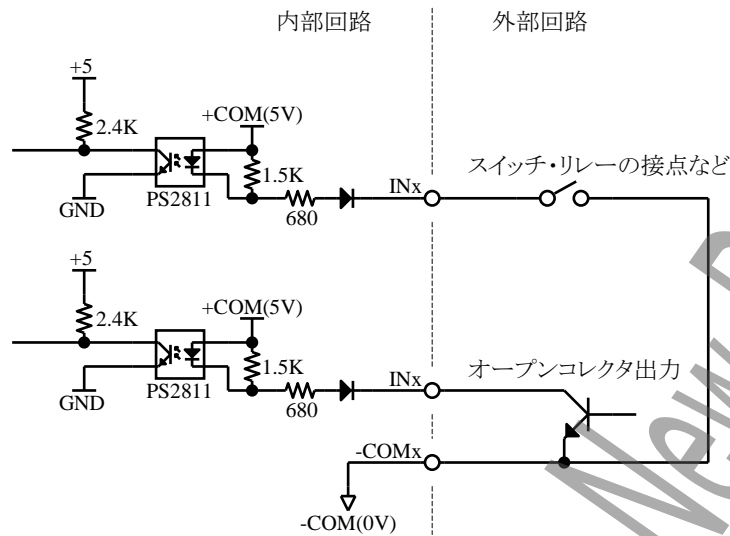 内部回路
外部回路
+5
2.4K
+COM(5V)
1.5K
PS2811
GND
680
INx
スイッチ・リレーの接点など
+5
2.4K
+COM(5V)
1.5K
PS2811
GND
680
INx
オープンコレクタ出力
-COMx
-COM(0V)
New